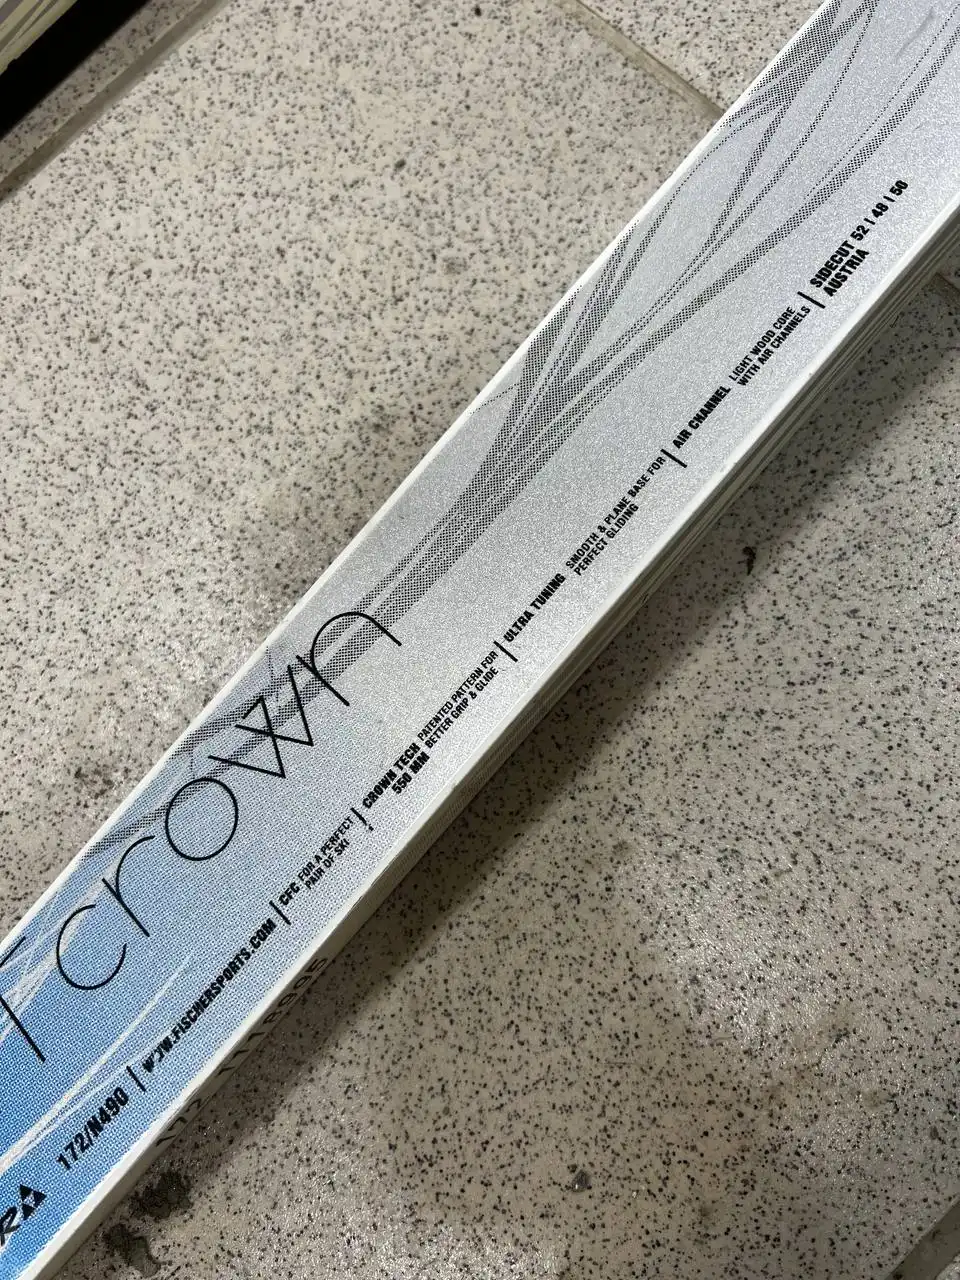 crown
172/N490 | WWW.FISCHERSPORTS.COM | CFC FOR A PERFECT
PAIR OF SKI
CROWN TECH PATENTED PATTERN FOR
550 MM BETTER GRIP & GLIDE
ULTRA TUNING SMOOTH & PLANE BASE FOR
PERFECT GLIDING
AIR CHANNEL LIGHT WOOD CORE
WITH AIR CHANNELS
SIDECUT 52 | 48 | 50
AUSTRIA